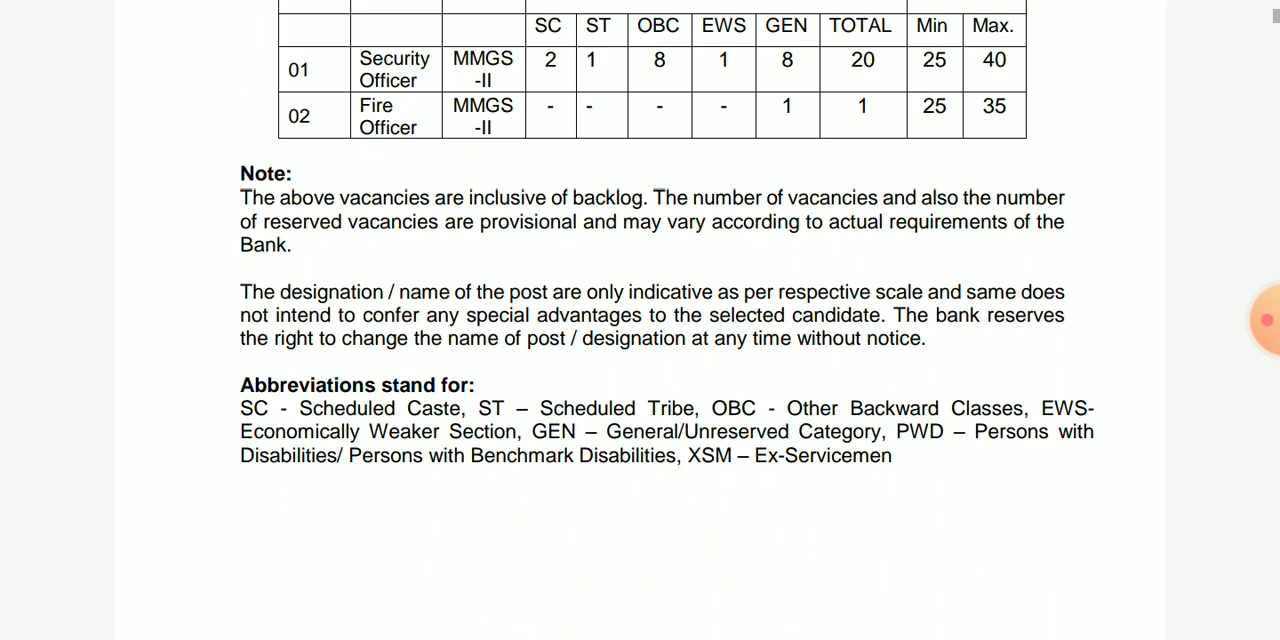 SC ST OBC EWS GEN TOTAL Min Max.
01 Security Officer MMGS -II 2 1 8 1 8 20 25 40
02 Fire Officer MMGS -II - - - - 1 1 25 35
Note:
The above vacancies are inclusive of backlog. The number of vacancies and also the number
of reserved vacancies are provisional and may vary according to actual requirements of the
Bank.
The designation / name of the post are only indicative as per respective scale and same does
not intend to confer any special advantages to the selected candidate. The bank reserves
the right to change the name of post / designation at any time without notice.
Abbreviations stand for:
SC - Scheduled Caste, ST – Scheduled Tribe, OBC - Other Backward Classes, EWS-
Economically Weaker Section, GEN – General/Unreserved Category, PWD – Persons with
Disabilities/ Persons with Benchmark Disabilities, XSM – Ex-Servicemen